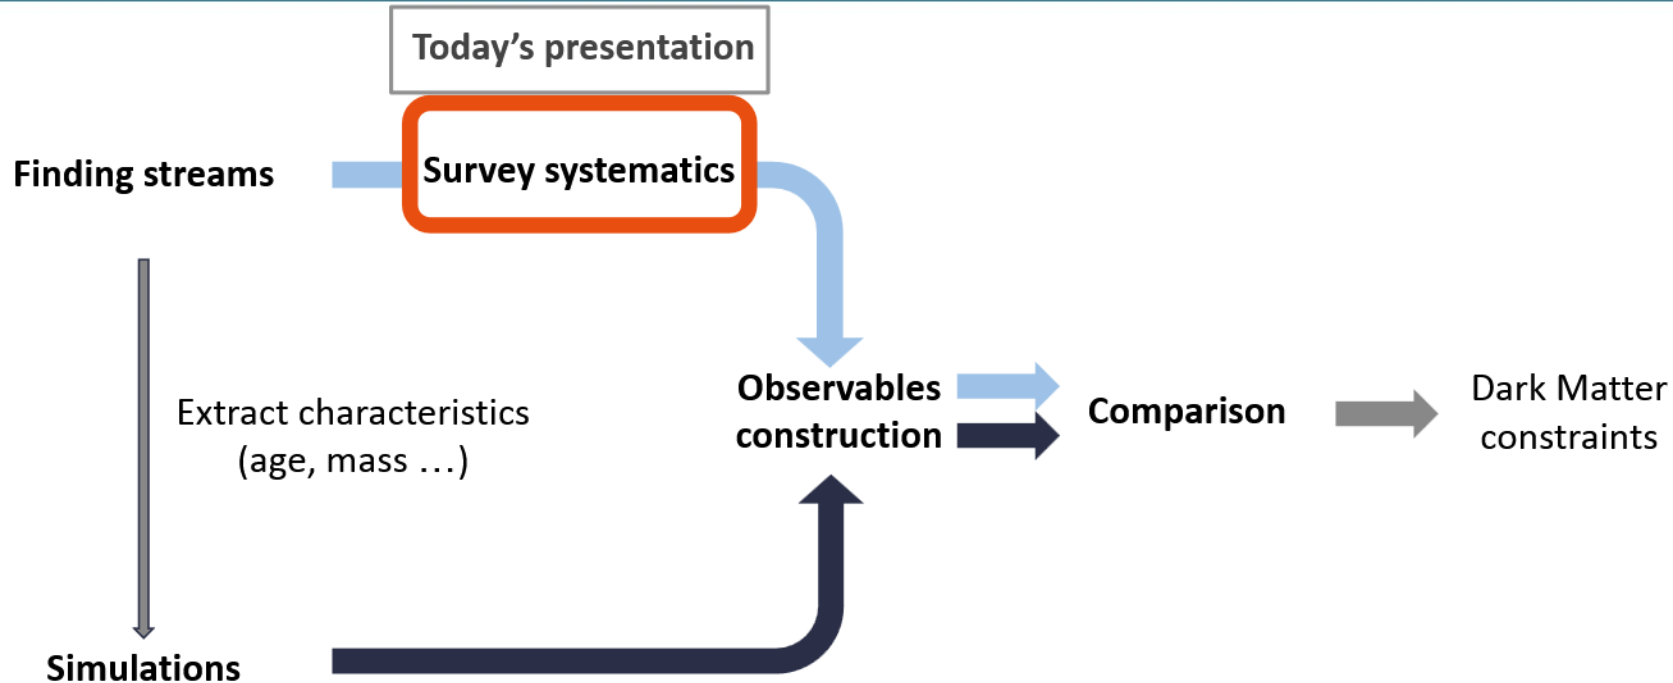 Today’s presentation
Finding streams
Survey systematics
Extract characteristics
(age, mass …)
Observables
construction
Comparison
Dark Matter
constraints
Simulations